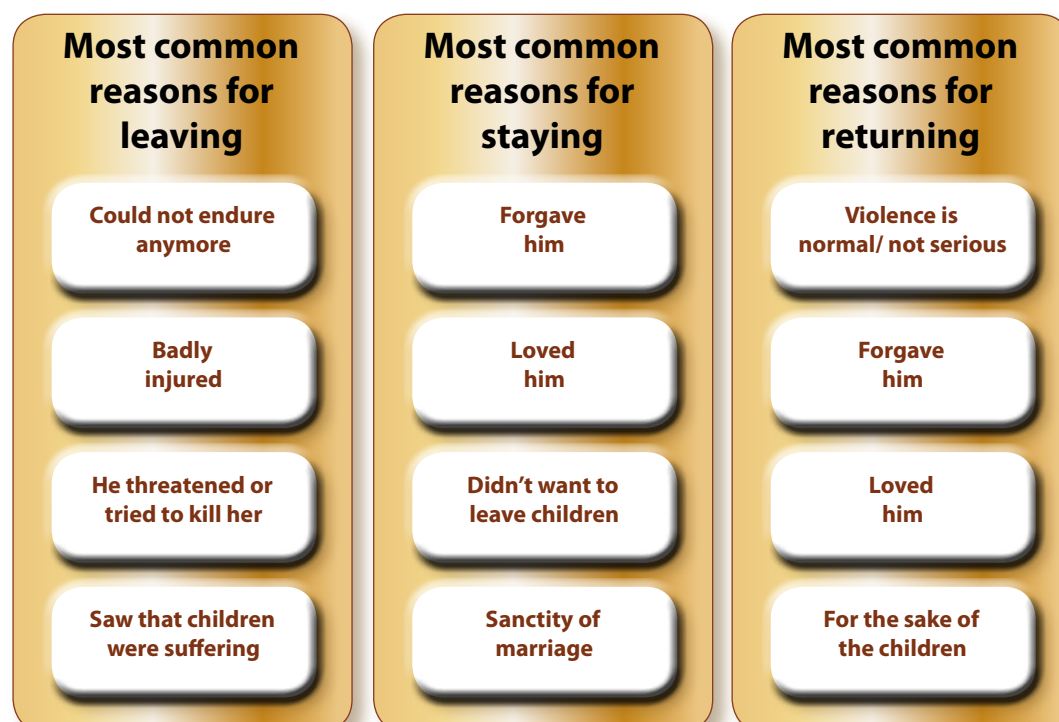 Most common
reasons for
leaving
Could not endure
anymore
Badly
injured
He threatened or
tried to kill her
Saw that children
were suffering
Most common
reasons for
staying
Forgave
him
Loved
him
Didn’t want to
leave children
Sanctity of
marriage
Most common
reasons for
returning
Violence is
normal/ not serious
Forgave
him
Loved
him
For the sake of
the children